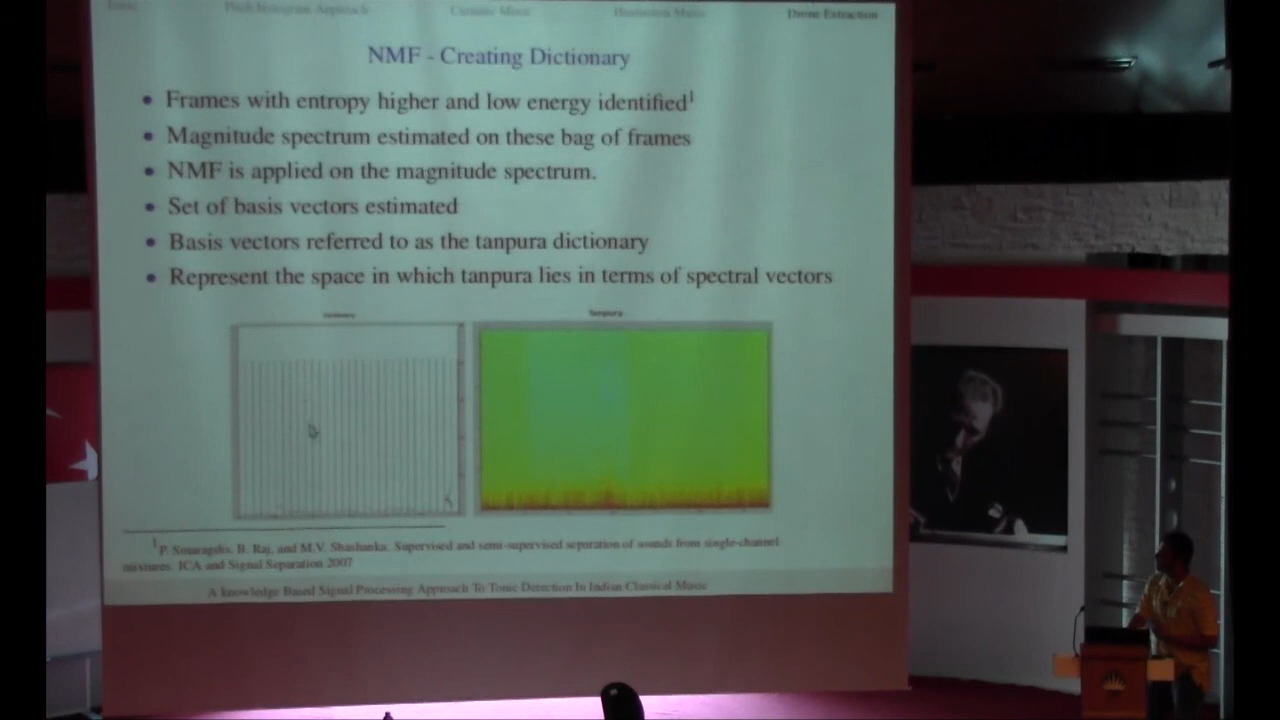 Tonic Pitch Histogram Approach Carnatic Music Hindustani Music Drone Extraction
NMF - Creating Dictionary
• Frames with entropy higher and low energy identified¹
• Magnitude spectrum estimated on these bag of frames
• NMF is applied on the magnitude spectrum.
• Set of basis vectors estimated
• Basis vectors referred to as the tanpura dictionary
• Represent the space in which tanpura lies in terms of spectral vectors
Dictionary Tanpura
¹P. Smaragdis, B. Raj, and M.V. Shashanka. Supervised and semi-supervised separation of sounds from single-channel
mixtures. ICA and Signal Separation 2007
A knowledge Based Signal Processing Approach To Tonic Detection In Indian Classical Music